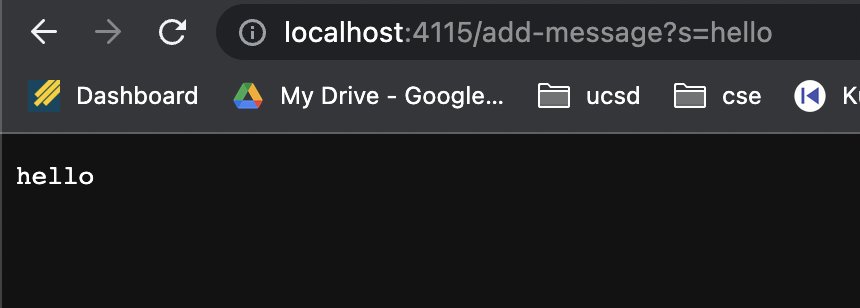 localhost:4115/add-message?s=hello
Dashboard My Drive - Google... ucsd cse K
hello